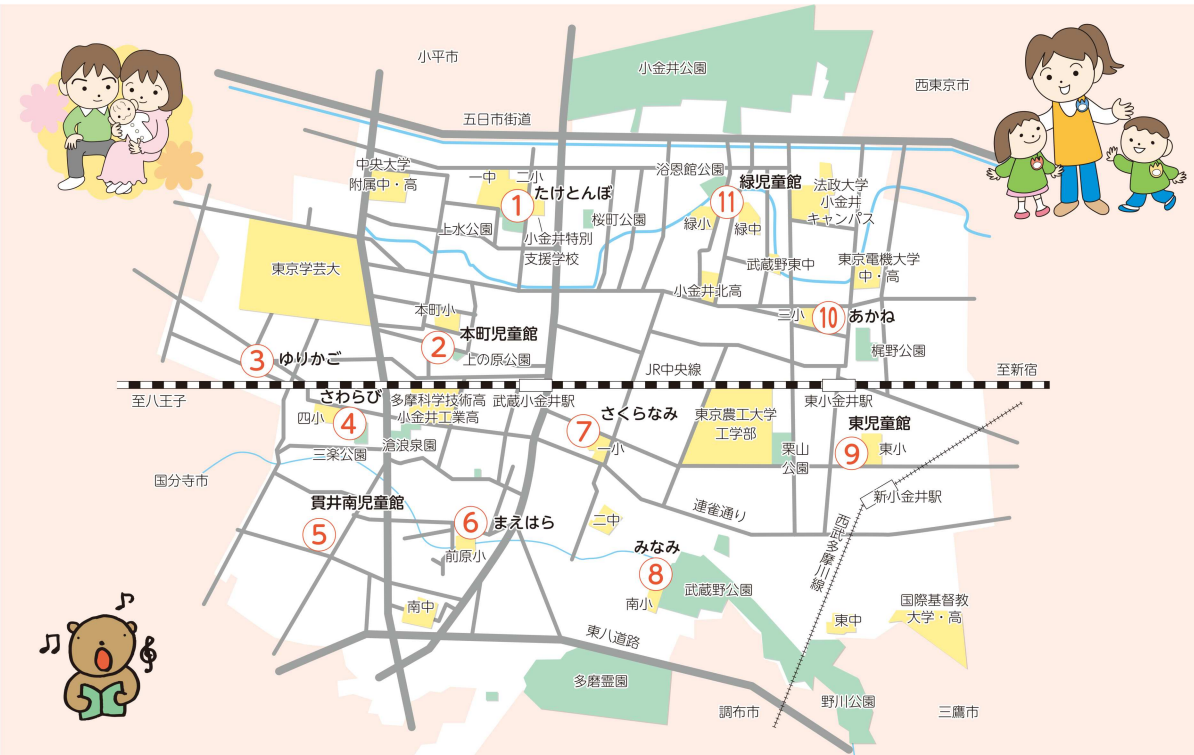 小平市
小金井公園
西東京市
五日市街道
中央大学
附属中・高
一中
二小
たけとんぼ
1
小金井特別
支援学校
上水公園
桜町公園
浴恩館公園
緑児童館
11
緑小
緑中
法政大学
小金井
キャンパス
武蔵野東中
東京電機大学
中・高
東京学芸大
小金井北高
本町小
本町児童館
2
上の原公園
三小
10
あかね
梶野公園
3
ゆりかご
JR中央線
至新宿
至八王子
さわらび
四小
4
多摩科学技術高
小金井工業高
武蔵小金井駅
東小金井駅
三楽公園
滄浪泉園
7
さくらなみ
一小
東京農工大学
工学部
栗山
公園
東児童館
9
東小
国分寺市
新小金井駅
連雀通り
貫井南児童館
5
6
まえはら
前原小
二中
西武多摩川線
みなみ
8
南小
武蔵野公園
南中
東八道路
東中
国際基督教
大学・高
多磨霊園
調布市
野川公園
三鷹市